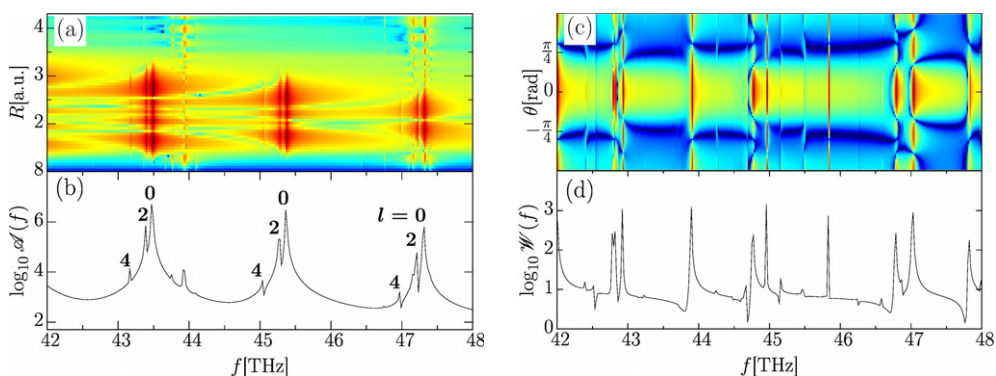 (a)
4
3
2
8
R[a.u.]
(b)
0
0
l = 0
2
2
2
4
4
4
6
4
2
log₁₀ 𝒜(f)
42 43 44 45 46 47 48
f[THz]
(c)
π/4
0
−π/4
θ[rad]
(d)
3
2
1
0
log₁₀ 𝒲(f)
42 43 44 45 46 47 48
f[THz]